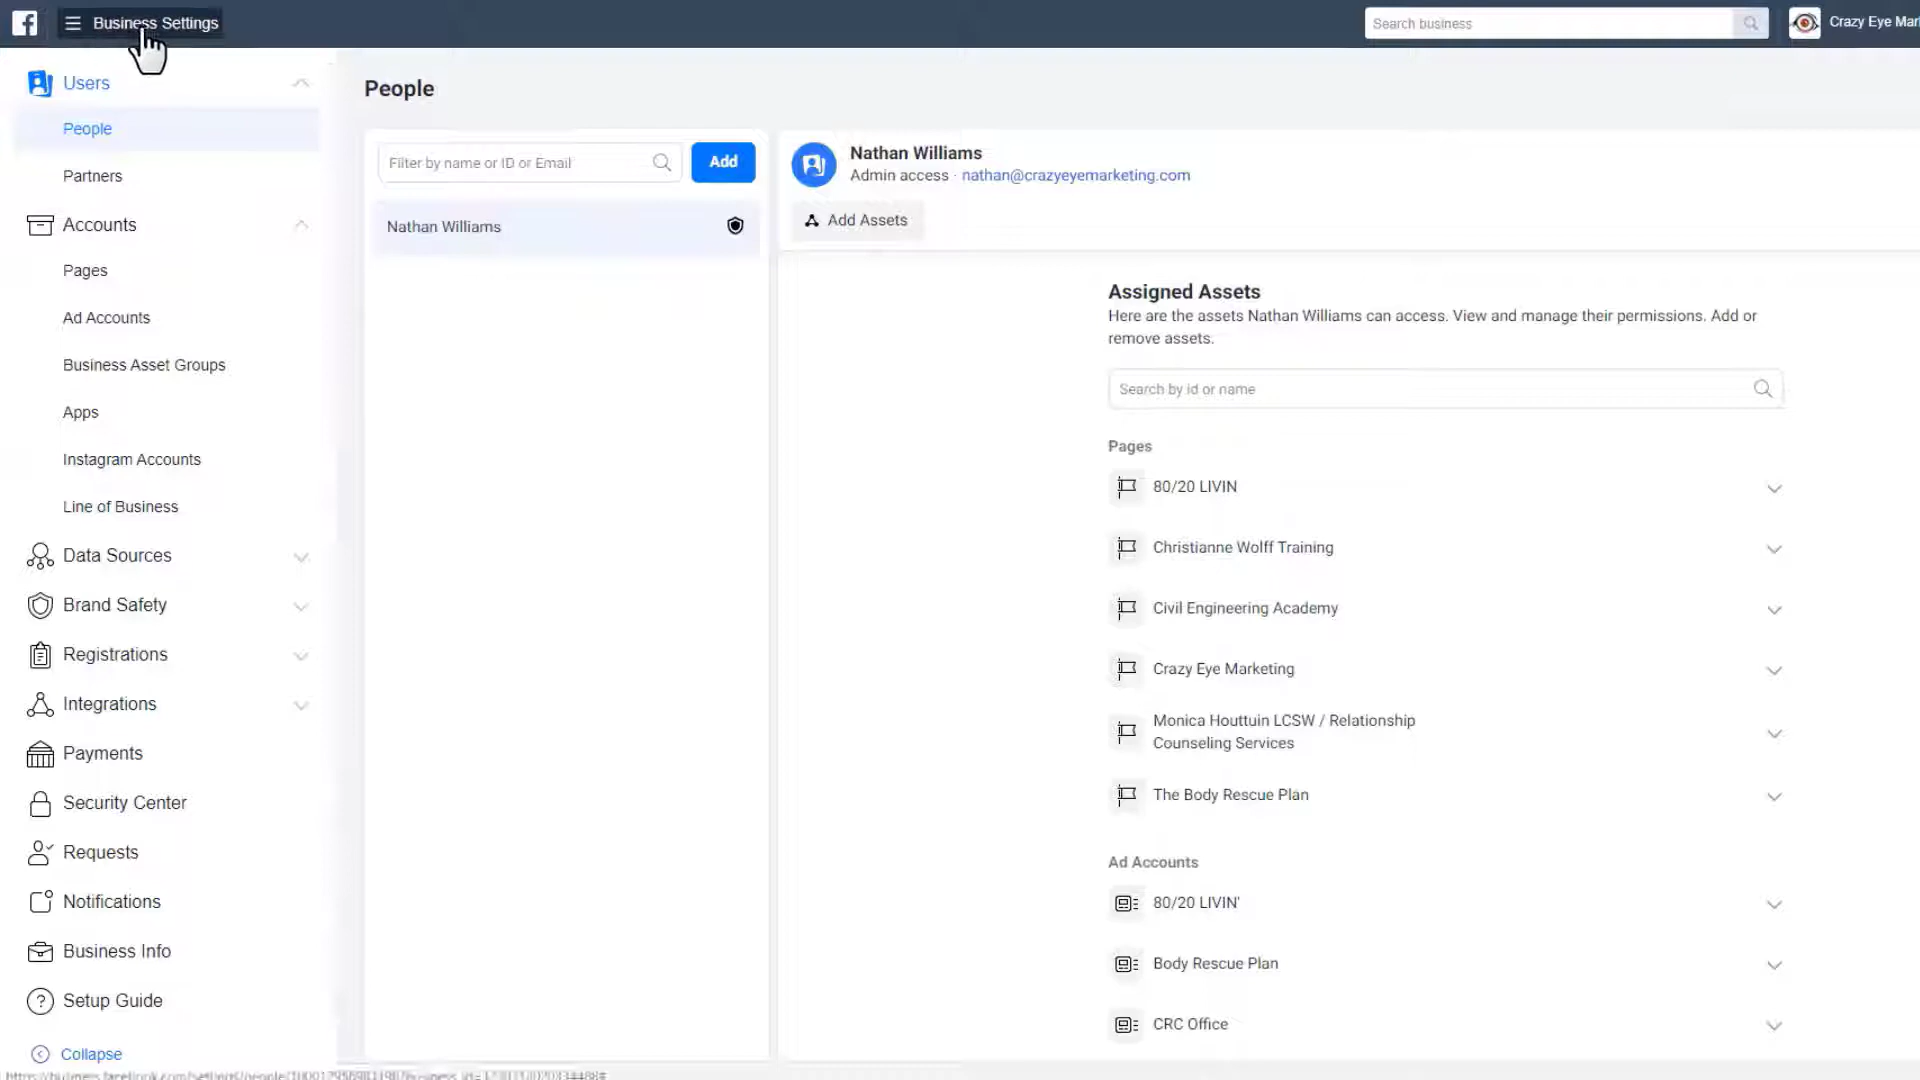 Business Settings
Search business
Crazy Eye Mar
Users
People
Partners
Accounts
Pages
Ad Accounts
Business Asset Groups
Apps
Instagram Accounts
Line of Business
Data Sources
Brand Safety
Registrations
Integrations
Payments
Security Center
Requests
Notifications
Business Info
Setup Guide
Collapse
People
Filter by name or ID or Email
Add
Nathan Williams
Nathan Williams
Admin access · nathan@crazyeyemarketing.com
Add Assets
Assigned Assets
Here are the assets Nathan Williams can access. View and manage their permissions. Add or
remove assets.
Search by id or name
Pages
80/20 LIVIN
Christianne Wolff Training
Civil Engineering Academy
Crazy Eye Marketing
Monica Houttuin LCSW / Relationship
Counseling Services
The Body Rescue Plan
Ad Accounts
80/20 LIVIN'
Body Rescue Plan
CRC Office